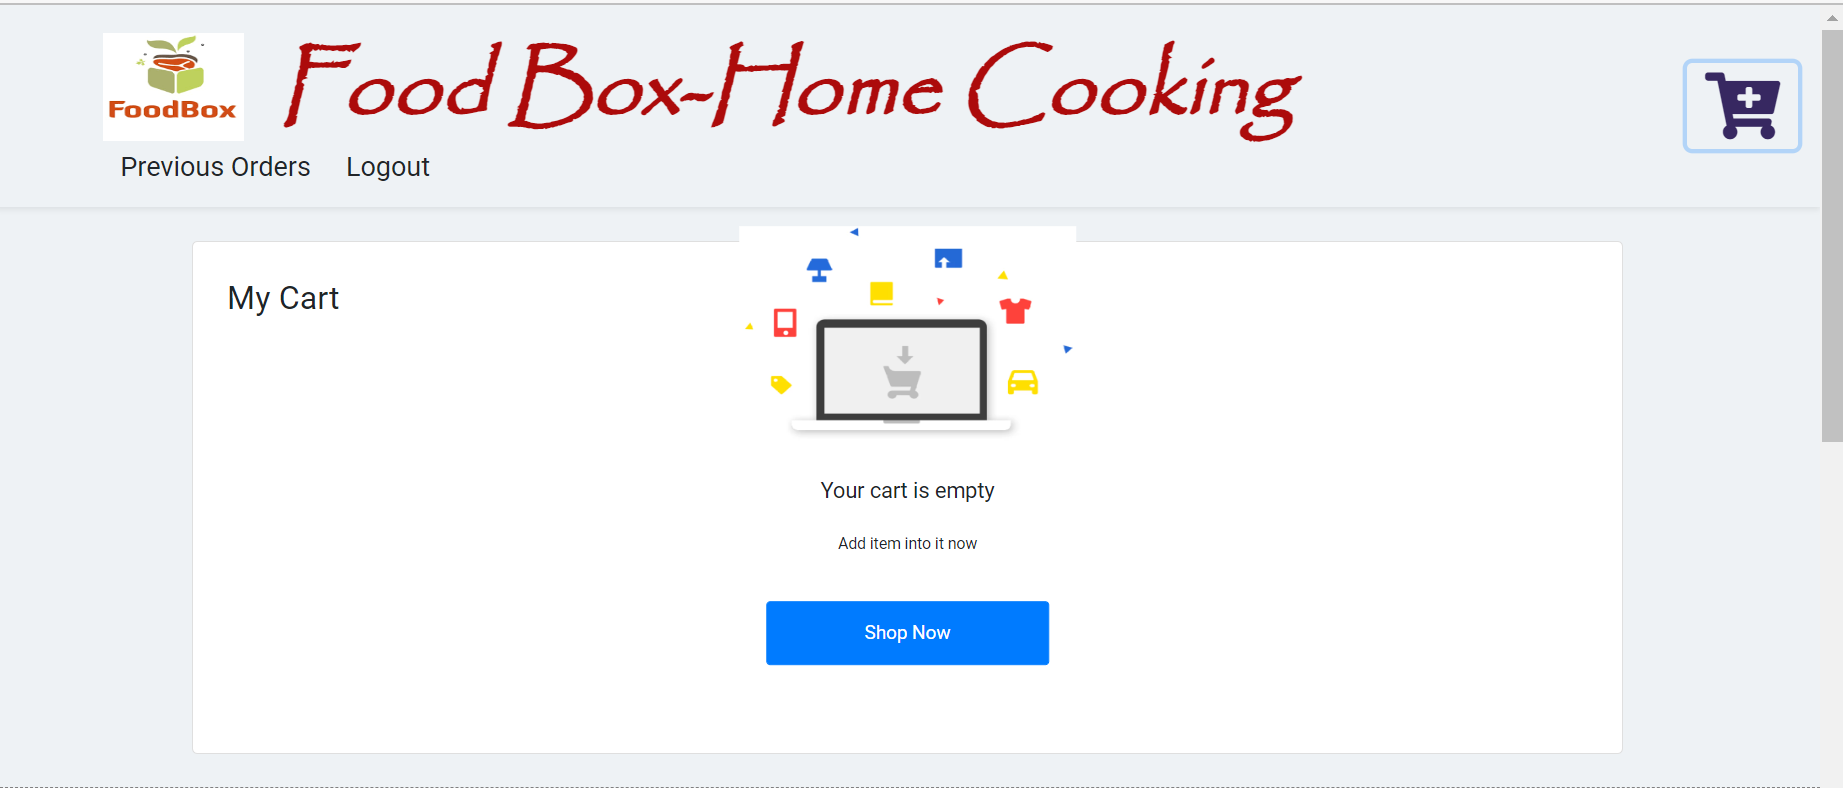 FoodBox
Food Box-Home Cooking
Previous Orders Logout
My Cart
Your cart is empty
Add item into it now
Shop Now